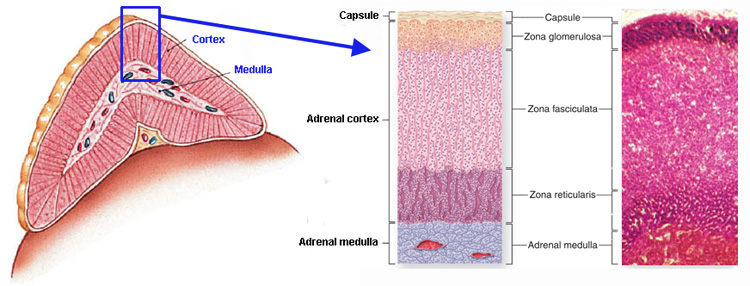 Cortex
Medulla
Capsule
Adrenal cortex
Adrenal medulla
Capsule
Zona glomerulosa
Zona fasciculata
Zona reticularis
Adrenal medulla